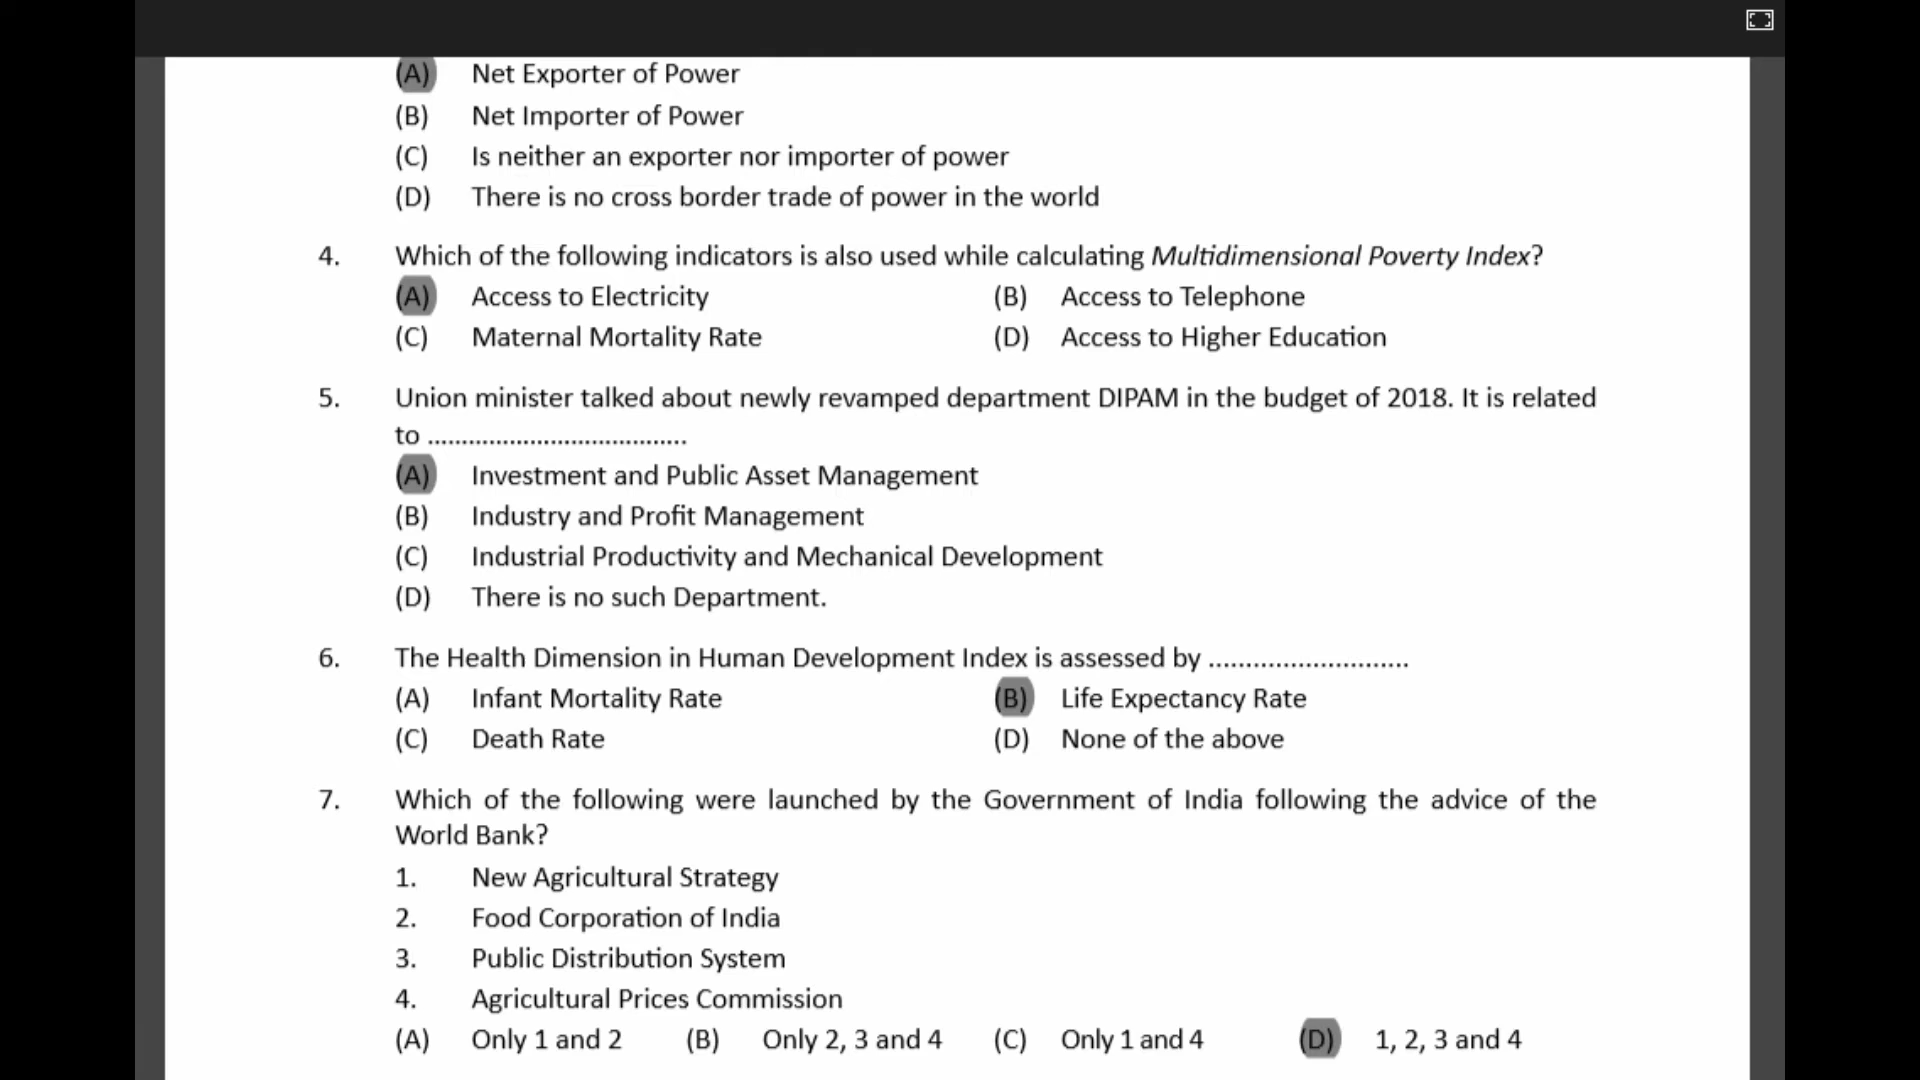 (A) Net Exporter of Power
(B) Net Importer of Power
(C) Is neither an exporter nor importer of power
(D) There is no cross border trade of power in the world
4. Which of the following indicators is also used while calculating Multidimensional Poverty Index?
(A) Access to Electricity (B) Access to Telephone
(C) Maternal Mortality Rate (D) Access to Higher Education
5. Union minister talked about newly revamped department DIPAM in the budget of 2018. It is related
to ......................................
(A) Investment and Public Asset Management
(B) Industry and Profit Management
(C) Industrial Productivity and Mechanical Development
(D) There is no such Department.
6. The Health Dimension in Human Development Index is assessed by ...........................
(A) Infant Mortality Rate (B) Life Expectancy Rate
(C) Death Rate (D) None of the above
7. Which of the following were launched by the Government of India following the advice of the
World Bank?
1. New Agricultural Strategy
2. Food Corporation of India
3. Public Distribution System
4. Agricultural Prices Commission
(A) Only 1 and 2 (B) Only 2, 3 and 4 (C) Only 1 and 4 (D) 1, 2, 3 and 4